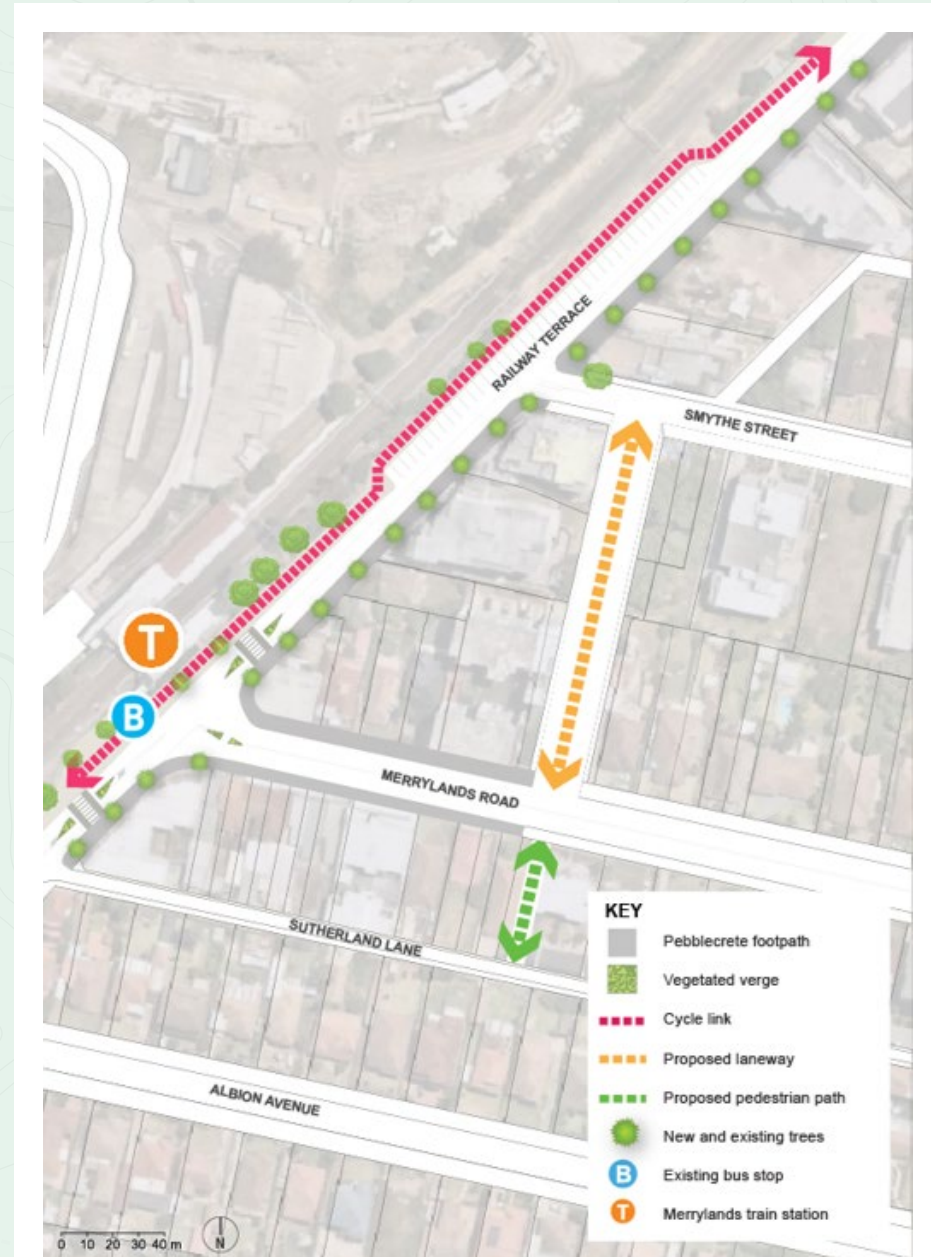 RAILWAY TERRACE
SMYTHE STREET
T
B
MERRYLANDS ROAD
SUTHERLAND LANE
ALBION AVENUE
KEY
Pebblecrete footpath
Vegetated verge
Cycle link
Proposed laneway
Proposed pedestrian path
New and existing trees
B Existing bus stop
T Merrylands train station
0 10 20 30 40 m
N